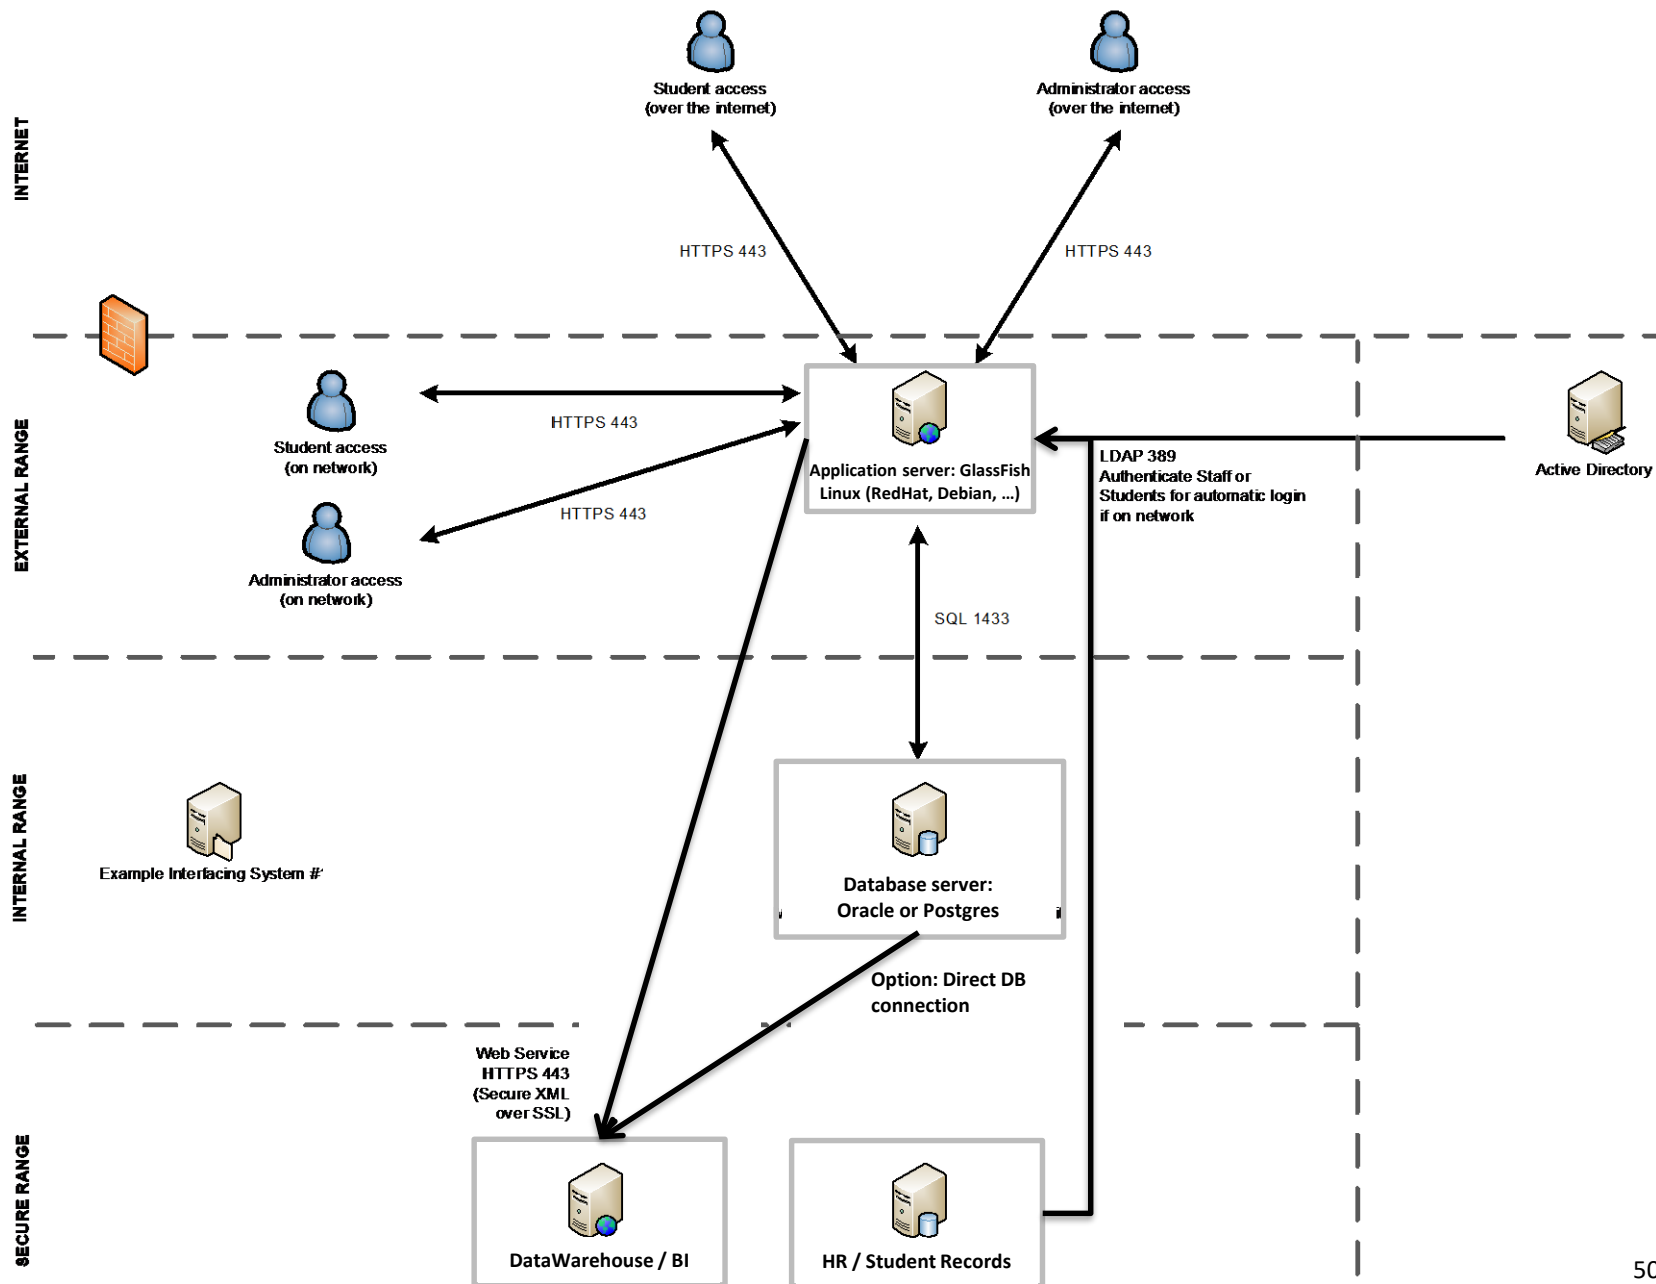 INTERNET
Student access
(over the internet)
Administrator access
(over the internet)
HTTPS 443
HTTPS 443
EXTERNAL RANGE
Student access
(on network)
HTTPS 443
Administrator access
(on network)
HTTPS 443
Application server: GlassFish
Linux (RedHat, Debian, ...)
LDAP 389
Authenticate Staff or
Students for automatic login
if on network
Active Directory
SQL 1433
INTERNAL RANGE
Example Interfacing System
Database server:
Oracle or Postgres
Option: Direct DB
connection
SECURE RANGE
Web Service
HTTPS 443
(Secure XML
over SSL)
DataWarehouse / BI
HR / Student Records
50